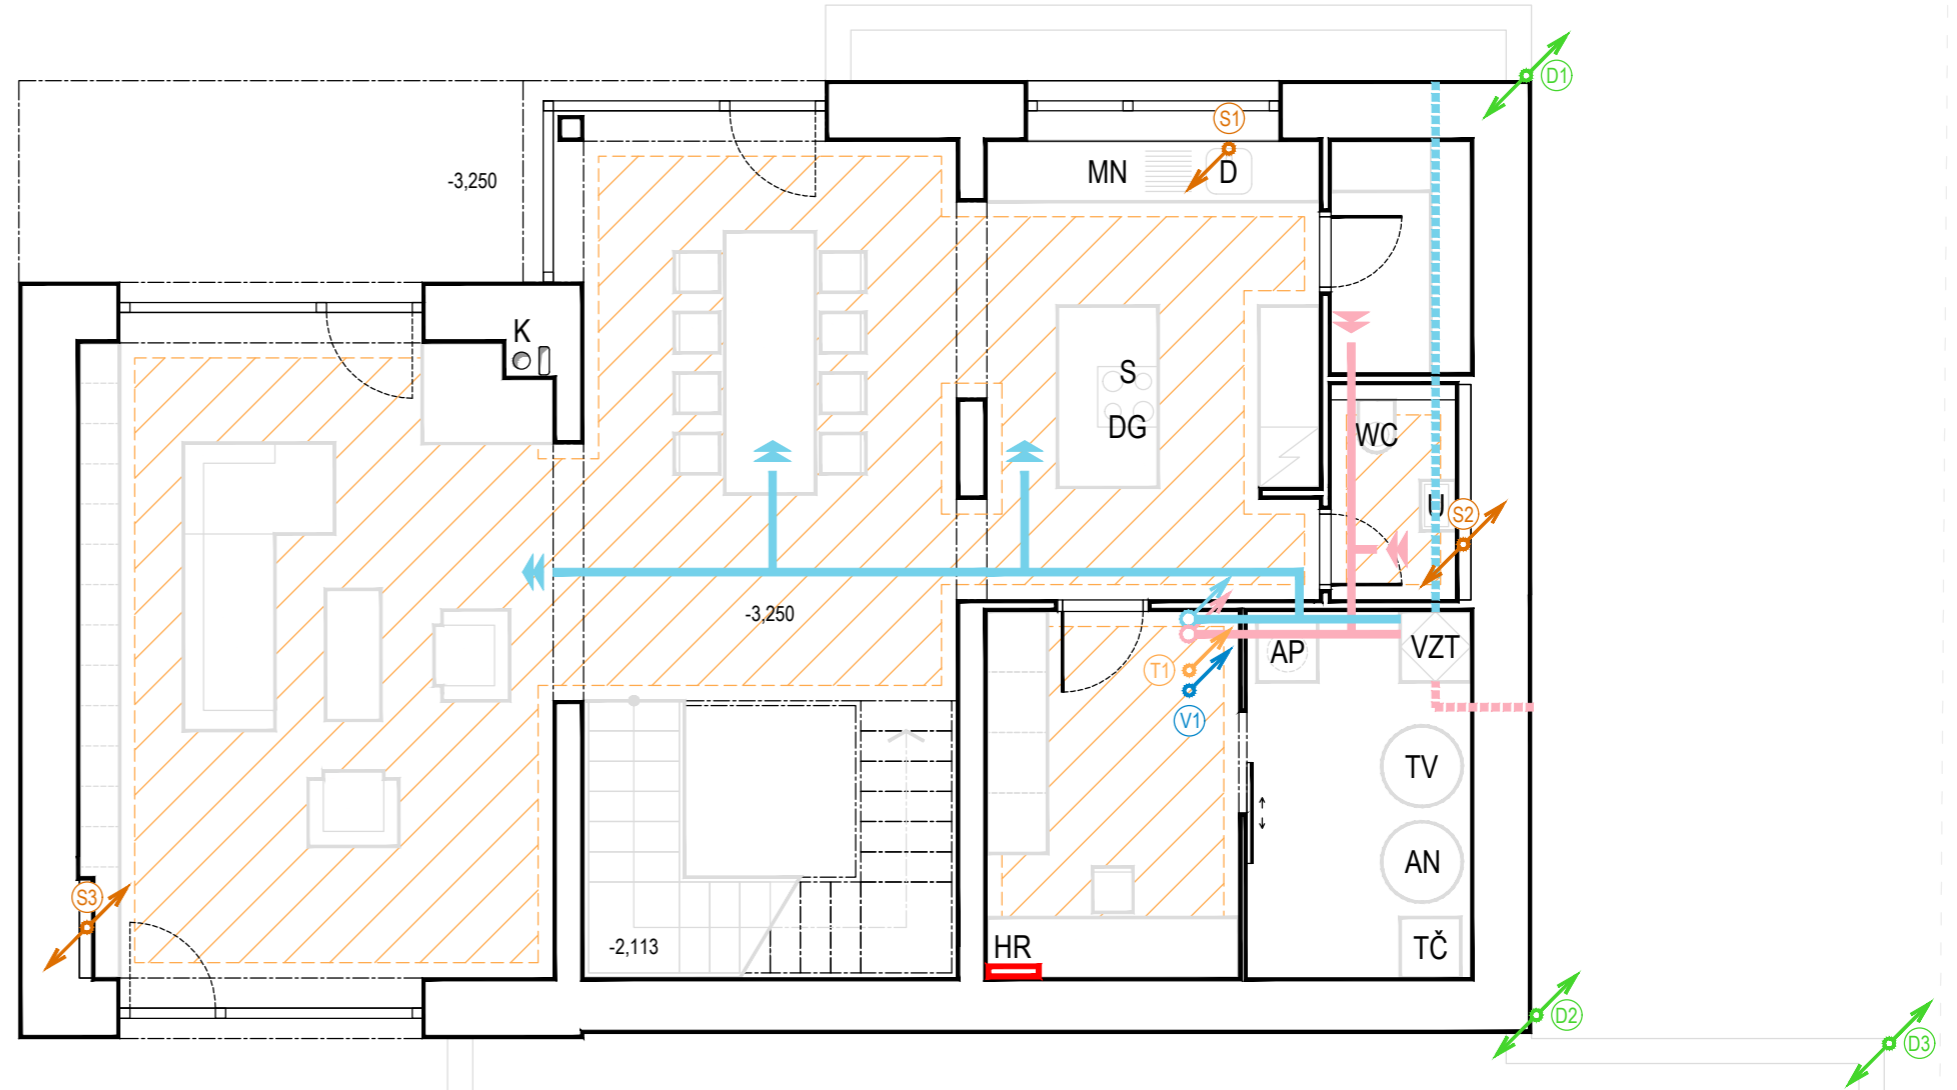 D1
S1
MN
D
-3,250
K
S
DG
WC
U
S2
-3,250
T1
V1
AP
VZT
TV
AN
S3
-2,113
HR
TČ
D2
D3